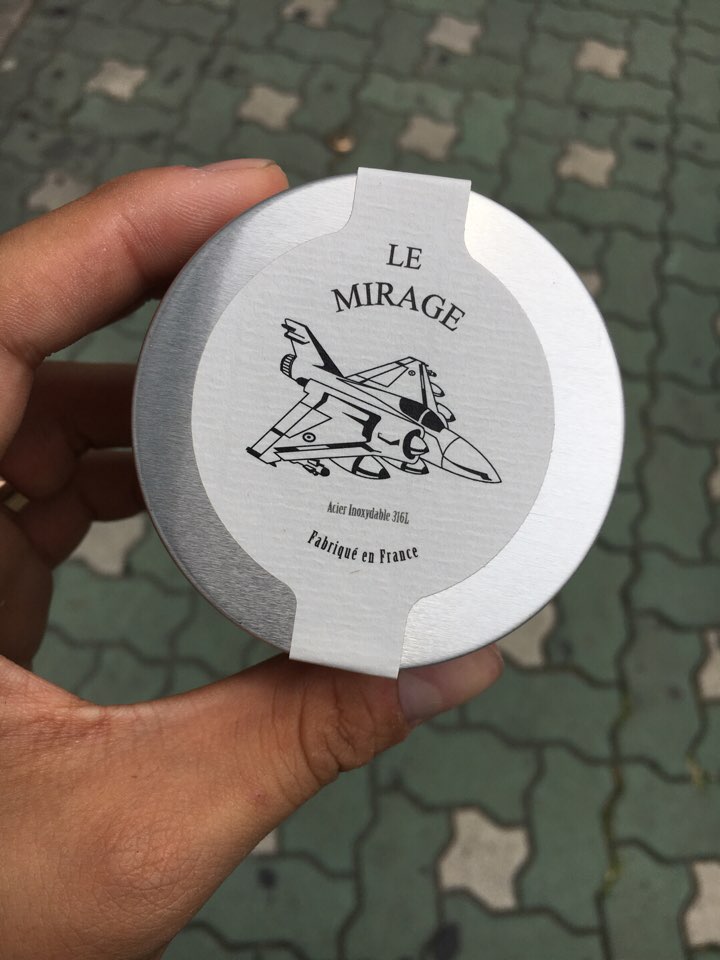 LE
MIRAGE
Acier Inoxydable 316L
Fabriqué en France